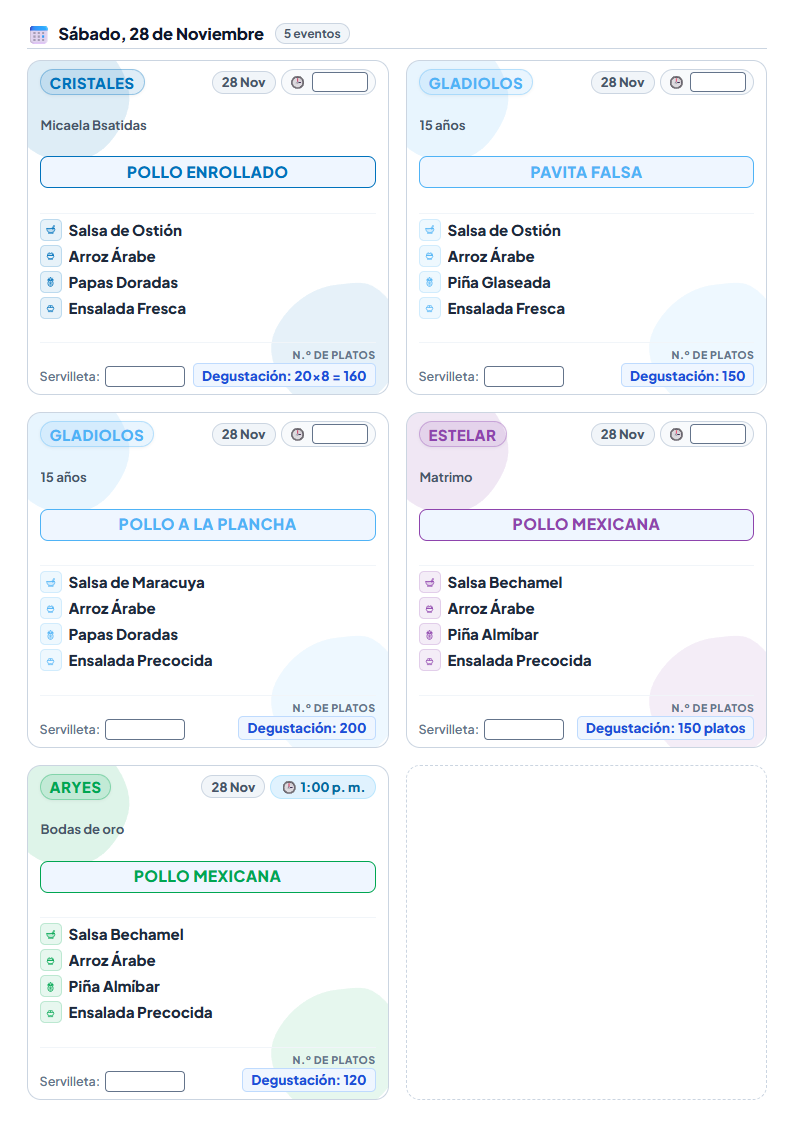 Sábado, 28 de Noviembre 5 eventos
CRISTALES 28 Nov
Micaela Bsatidas
POLLO ENROLLADO
Salsa de Ostión
Arroz Árabe
Papas Doradas
Ensalada Fresca
N.º DE PLATOS
Servilleta: Degustación: 20×8 = 160
GLADIOLOS 28 Nov
15 años
PAVITA FALSA
Salsa de Ostión
Arroz Árabe
Piña Glaseada
Ensalada Fresca
N.º DE PLATOS
Servilleta: Degustación: 150
GLADIOLOS 28 Nov
15 años
POLLO A LA PLANCHA
Salsa de Maracuya
Arroz Árabe
Papas Doradas
Ensalada Precocida
N.º DE PLATOS
Servilleta: Degustación: 200
ESTELAR 28 Nov
Matrimo
POLLO MEXICANA
Salsa Bechamel
Arroz Árabe
Piña Almíbar
Ensalada Precocida
N.º DE PLATOS
Servilleta: Degustación: 150 platos
ARYES 28 Nov 1:00 p. m.
Bodas de oro
POLLO MEXICANA
Salsa Bechamel
Arroz Árabe
Piña Almíbar
Ensalada Precocida
N.º DE PLATOS
Servilleta: Degustación: 120